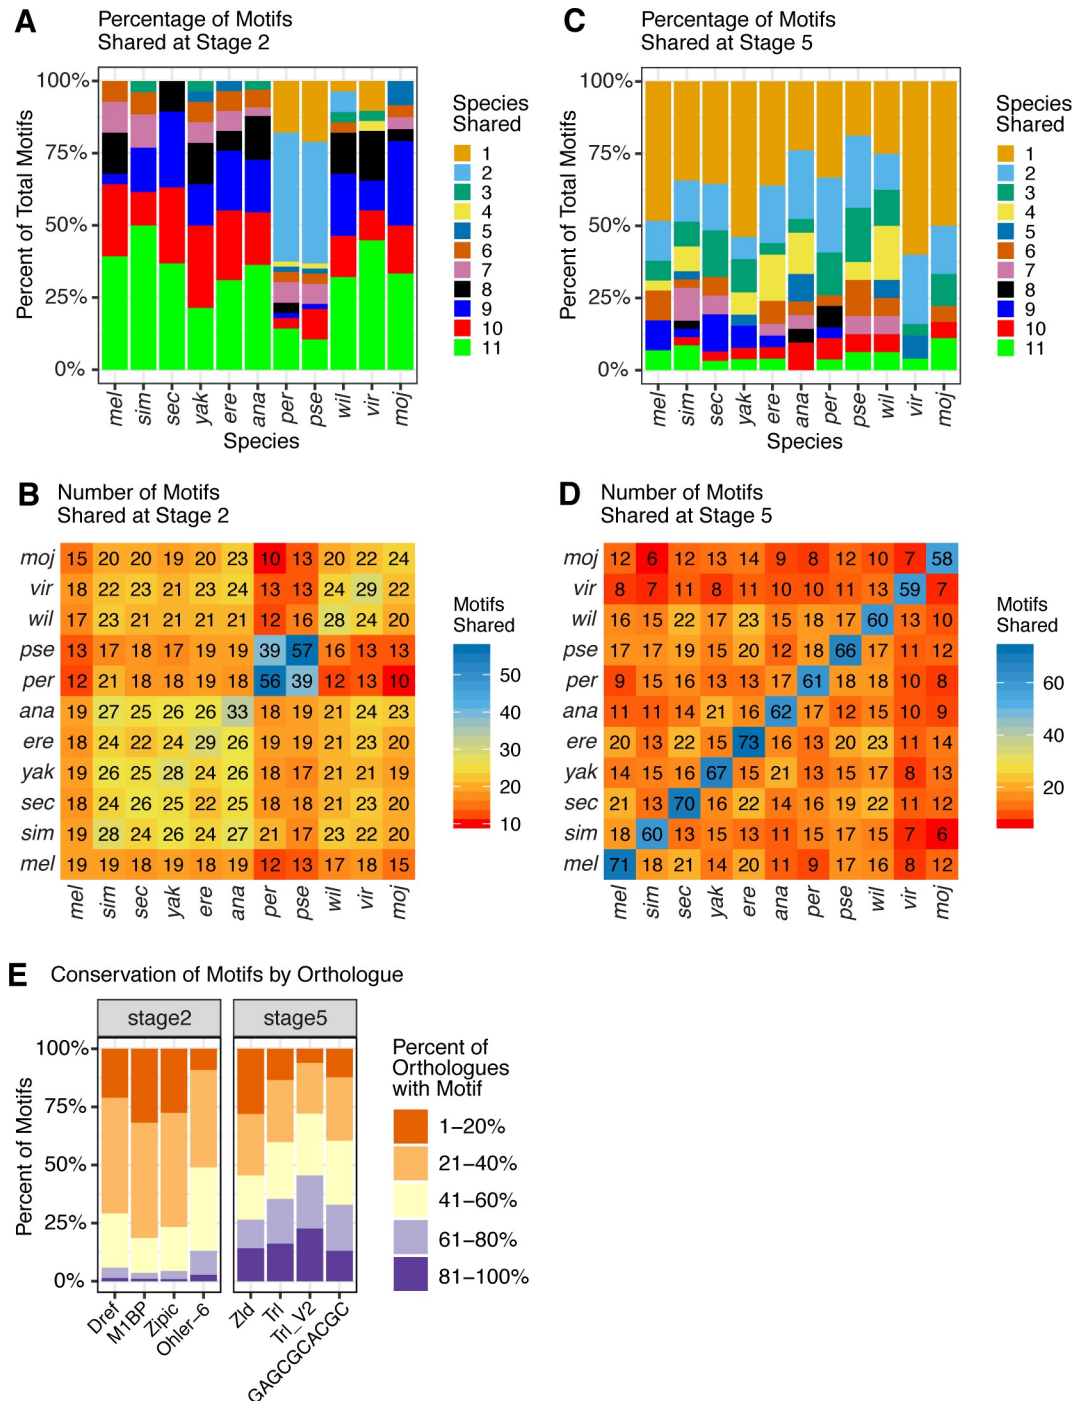 A
Percentage of Motifs
Shared at Stage 2
Percent of Total Motifs
100%
75%
50%
25%
0%
mel sim sec yak ere ana per pse wil vir moj
Species
Species
Shared
1
2
3
4
5
6
7
8
9
10
11
C
Percentage of Motifs
Shared at Stage 5
Percent of Total Motifs
100%
75%
50%
25%
0%
mel sim sec yak ere ana per pse wil vir moj
Species
Species
Shared
1
2
3
4
5
6
7
8
9
10
11
B
Number of Motifs
Shared at Stage 2
moj 15 20 20 19 20 23 10 13 20 22 24
vir 18 22 23 21 23 24 13 13 24 29 22
wil 17 23 21 21 21 21 12 16 28 24 20
pse 13 17 18 17 19 19 39 57 16 13 13
per 12 21 18 18 19 18 56 39 12 13 10
ana 19 27 25 26 26 33 18 19 21 24 23
ere 18 24 22 24 29 26 19 19 21 23 20
yak 19 26 25 28 24 26 18 17 21 21 19
sec 18 24 26 25 22 25 18 18 21 23 20
sim 19 28 24 26 24 27 21 17 23 22 20
mel 19 19 18 19 18 19 12 13 17 18 15
mel sim sec yak ere ana per pse wil vir moj
Motifs
Shared
50
40
30
20
10
D
Number of Motifs
Shared at Stage 5
moj 12 6 12 13 14 9 8 12 10 7 58
vir 8 7 11 8 11 10 10 11 13 59 7
wil 16 15 22 17 23 15 18 17 60 13 10
pse 17 17 19 15 20 12 18 66 17 11 12
per 9 15 16 13 13 17 61 18 18 10 8
ana 11 11 14 21 16 62 17 12 15 10 9
ere 20 13 22 15 73 16 13 20 23 11 14
yak 14 15 16 67 15 21 13 15 17 8 13
sec 21 13 70 16 22 14 16 19 22 11 12
sim 18 60 13 15 13 11 15 17 15 7 6
mel 71 18 21 14 20 11 9 17 16 8 12
mel sim sec yak ere ana per pse wil vir moj
Motifs
Shared
60
40
20
E
Conservation of Motifs by Orthologue
stage2
stage5
Percent of Motifs
100%
75%
50%
25%
0%
Dref M1BP Zipic Ohler−6
Zld Trl Trl_V2 GAGCGCACGC
Percent of
Orthologues
with Motif
1−20%
21−40%
41−60%
61−80%
81−100%